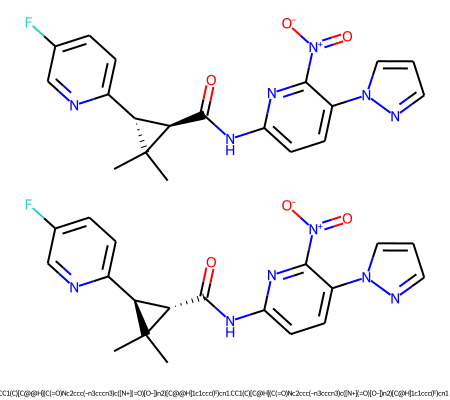 F
O⁻
N⁺ O
O
N
N
N
N
N
H
F
O⁻
N⁺ O
O
N
N
N
N
N
H
CC1(C)[C@@H](C(=O)Nc2ccc(-n3cccn3)c([N+](=O)[O-])n2)[C@@H]1c1ccc(F)cn1.CC1(C)[C@H](C(=O)Nc2ccc(-n3cccn3)c([N+](=O)[O-])n2)[C@H]1c1ccc(F)cn1